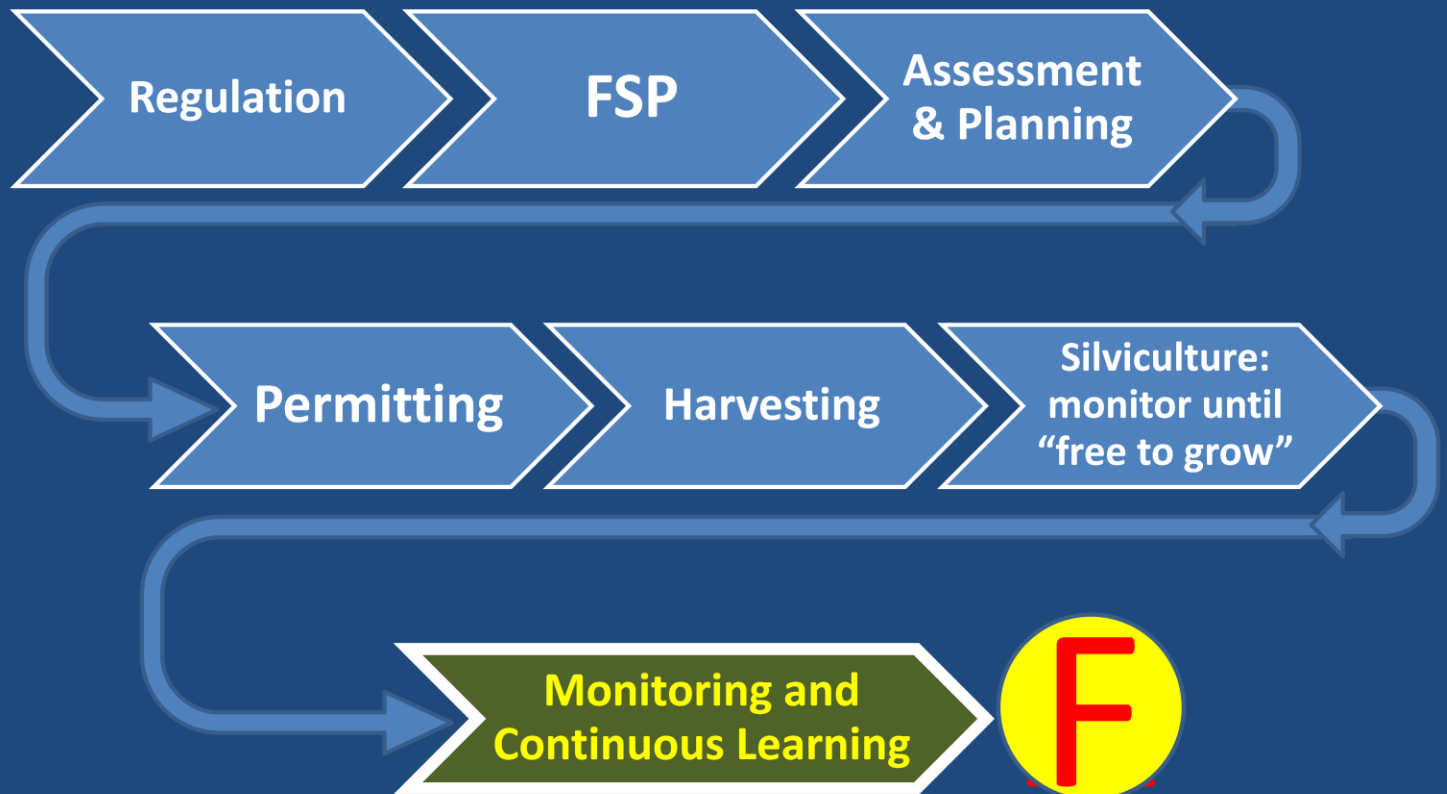 Regulation
FSP
Assessment
& Planning
Permitting
Harvesting
Silviculture:
monitor until
“free to grow”
Monitoring and
Continuous Learning
F